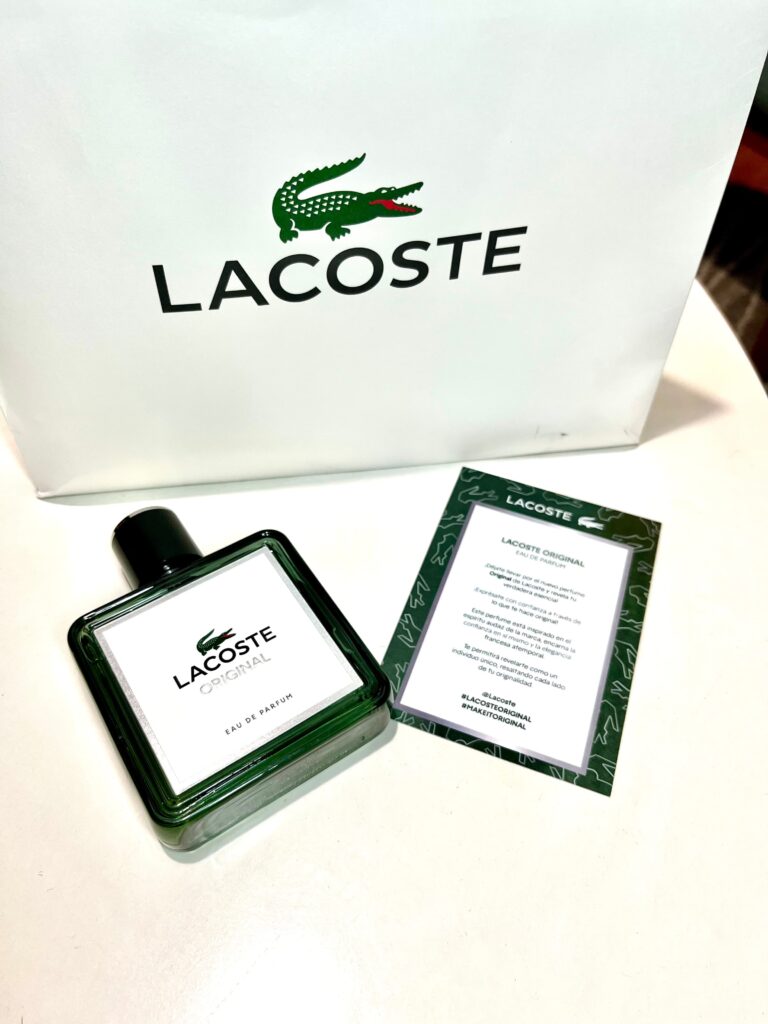 LACOSTE
LACOSTE
ORIGINAL
EAU DE PARFUM
LACOSTE
LACOSTE ORIGINAL
EAU DE PARFUM
¡Déjate llevar por el nuevo perfume
Original de Lacoste y revela tu
verdadera esencia!
¡Exprésate con confianza a través de
lo que te hace original!
Este perfume está inspirado en el
espíritu audaz de la marca, encarna la
confianza en sí mismo y la elegancia
francesa atemporal.
Te permitirá revelarte como un
individuo único, resaltando cada lado
de tu originalidad.
@Lacoste
#LACOSTEORIGINAL
#MAKEITORIGINAL